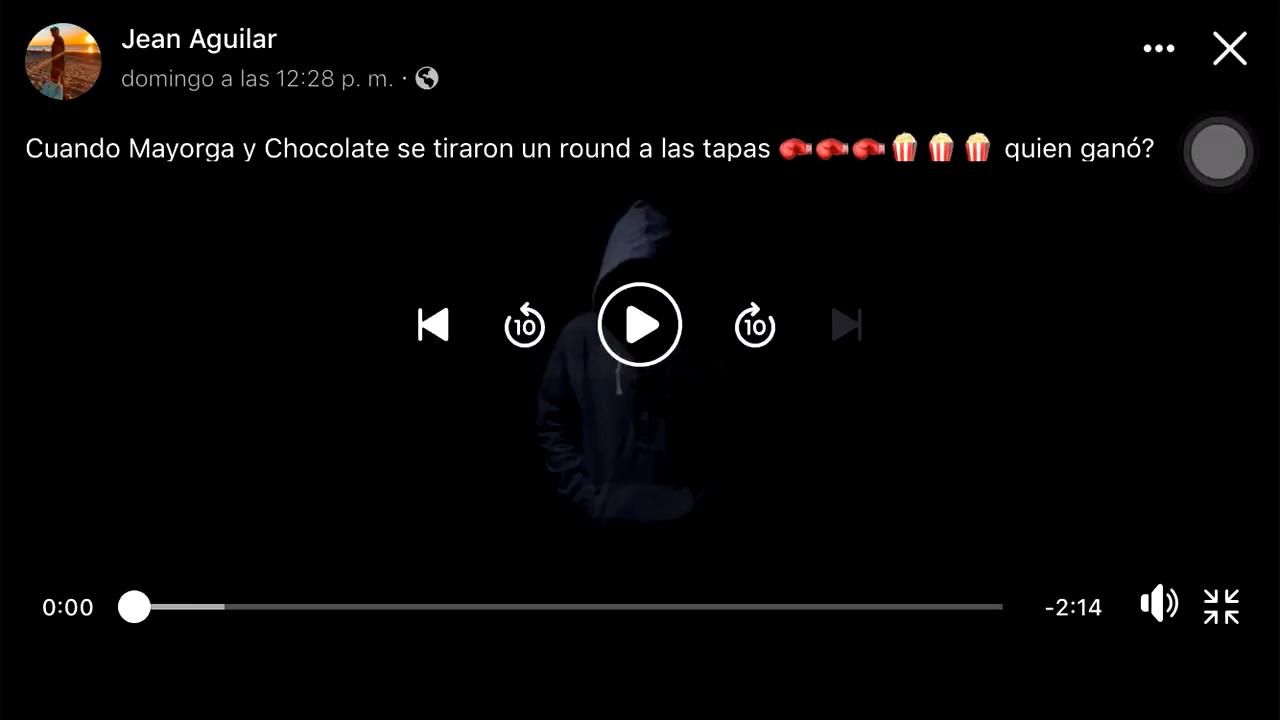 Jean Aguilar
domingo a las 12:28 p. m. ·
Cuando Mayorga y Chocolate se tiraron un round a las tapas 🥊🥊🥊🍿🍿🍿 quien ganó?
10
10
0:00
-2:14